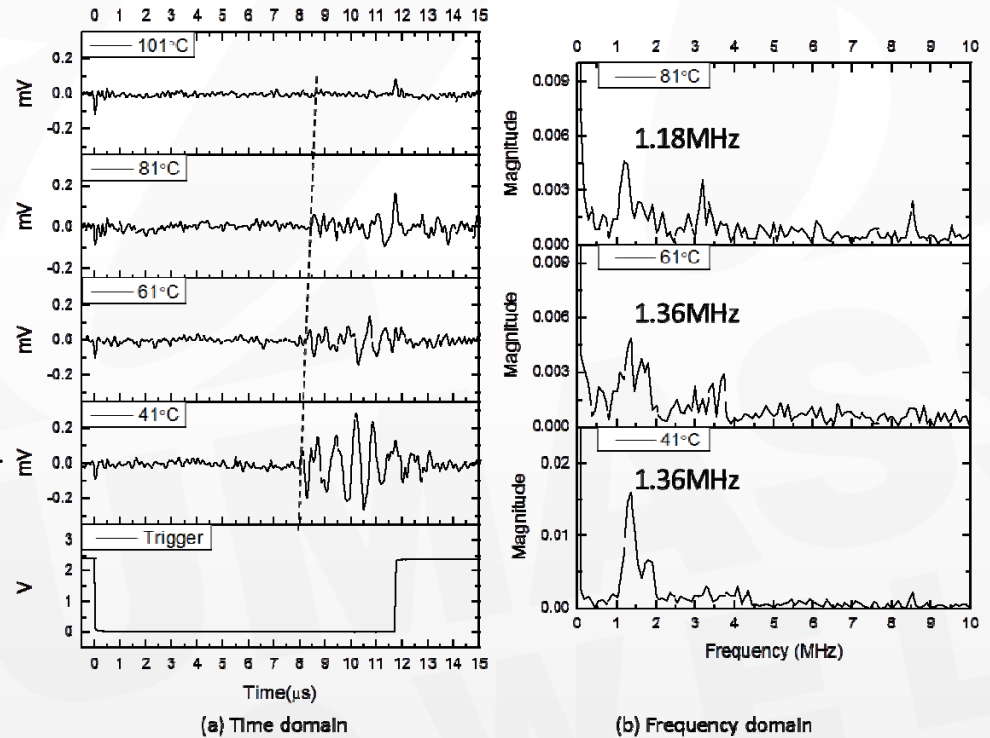 0 1 2 3 4 5 6 7 8 9 10 11 12 13 14 15
101°C
mV
0.2
0.0
-0.2
81°C
mV
0.2
0.0
-0.2
61°C
mV
0.2
0.0
-0.2
41°C
mV
0.2
0.0
-0.2
Trigger
V
3
2
1
0
0 1 2 3 4 5 6 7 8 9 10 11 12 13 14 15
Time(μs)
(a) Time domain
0 1 2 3 4 5 6 7 8 9 10
81°C
1.18MHz
Magnitude
0.009
0.006
0.003
0.000
61°C
1.36MHz
Magnitude
0.009
0.006
0.003
0.000
41°C
1.36MHz
Magnitude
0.02
0.01
0.00
0 1 2 3 4 5 6 7 8 9 10
Frequency (MHz)
(b) Frequency domain